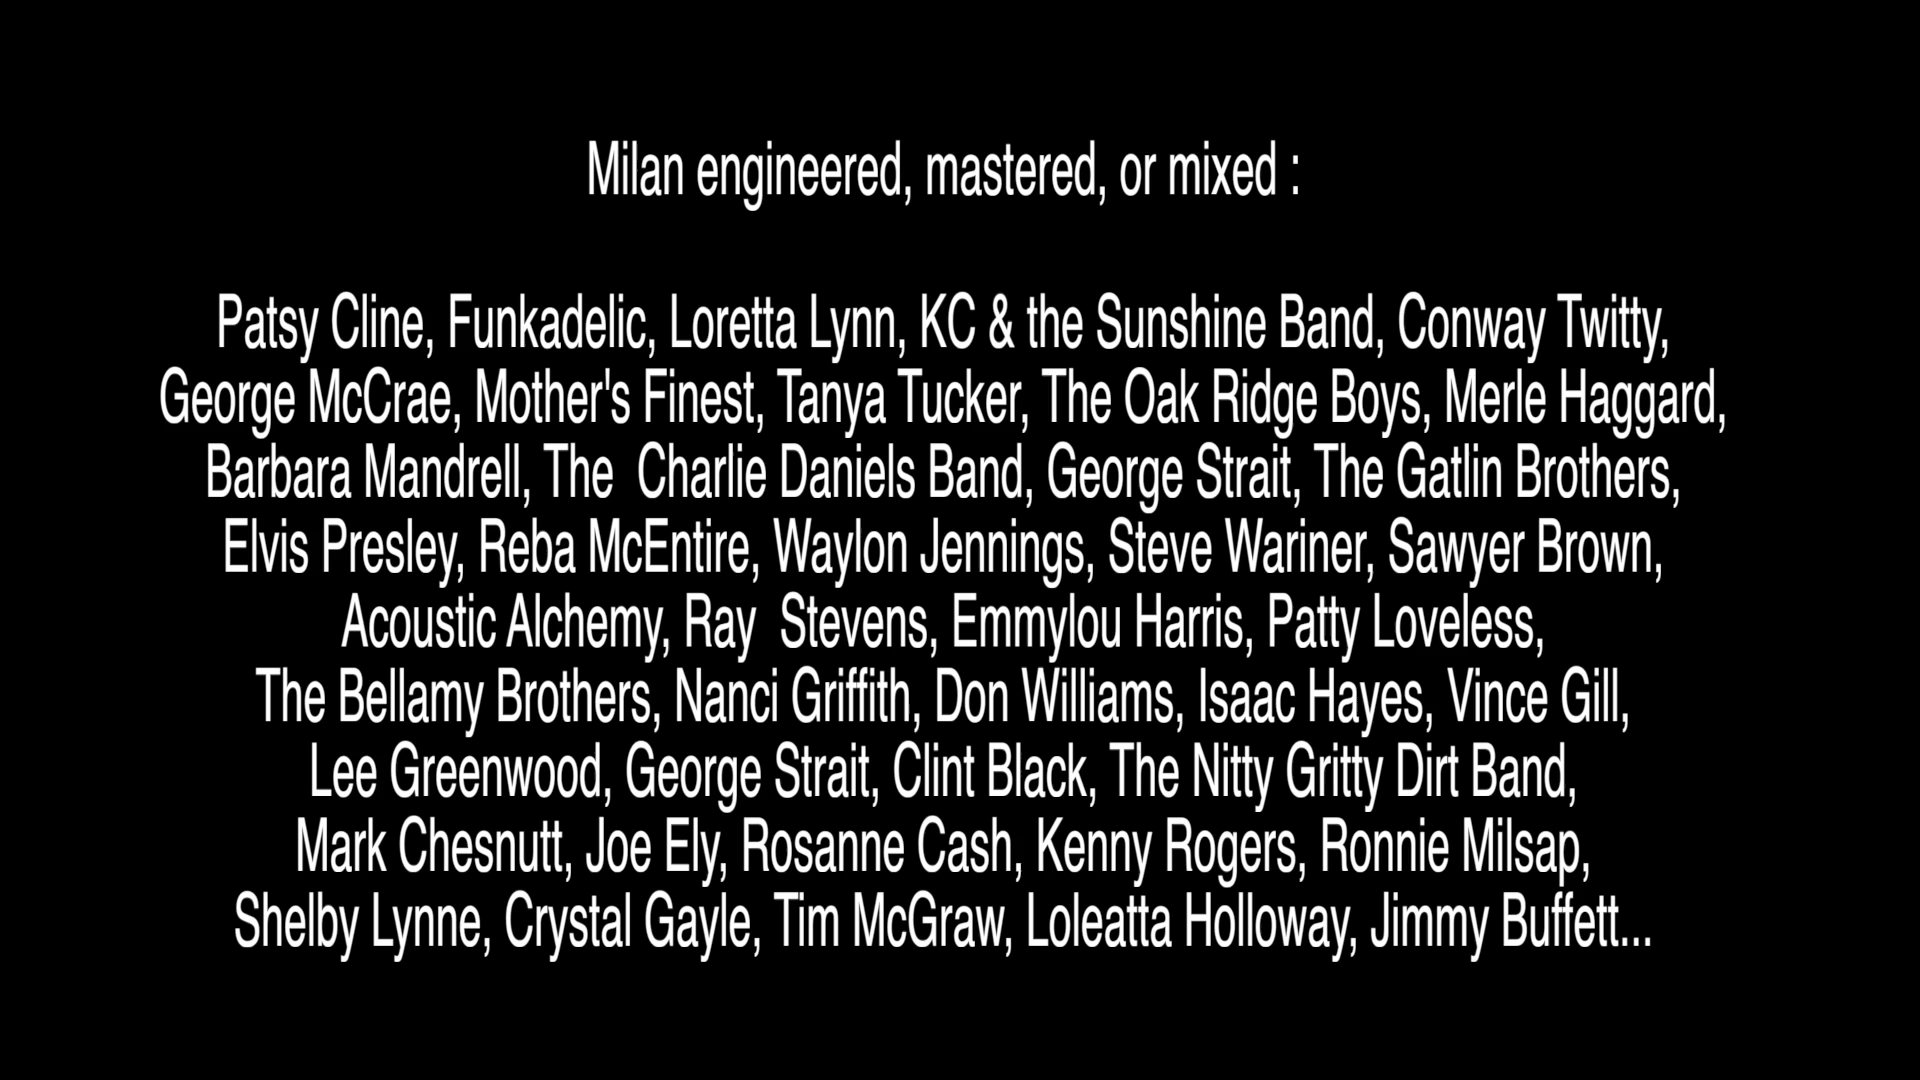 Milan engineered, mastered, or mixed :
Patsy Cline, Funkadelic, Loretta Lynn, KC & the Sunshine Band, Conway Twitty,
George McCrae, Mother's Finest, Tanya Tucker, The Oak Ridge Boys, Merle Haggard,
Barbara Mandrell, The  Charlie Daniels Band, George Strait, The Gatlin Brothers,
Elvis Presley, Reba McEntire, Waylon Jennings, Steve Wariner, Sawyer Brown,
Acoustic Alchemy, Ray  Stevens, Emmylou Harris, Patty Loveless,
The Bellamy Brothers, Nanci Griffith, Don Williams, Isaac Hayes, Vince Gill,
Lee Greenwood, George Strait, Clint Black, The Nitty Gritty Dirt Band,
Mark Chesnutt, Joe Ely, Rosanne Cash, Kenny Rogers, Ronnie Milsap,
Shelby Lynne, Crystal Gayle, Tim McGraw, Loleatta Holloway, Jimmy Buffett...